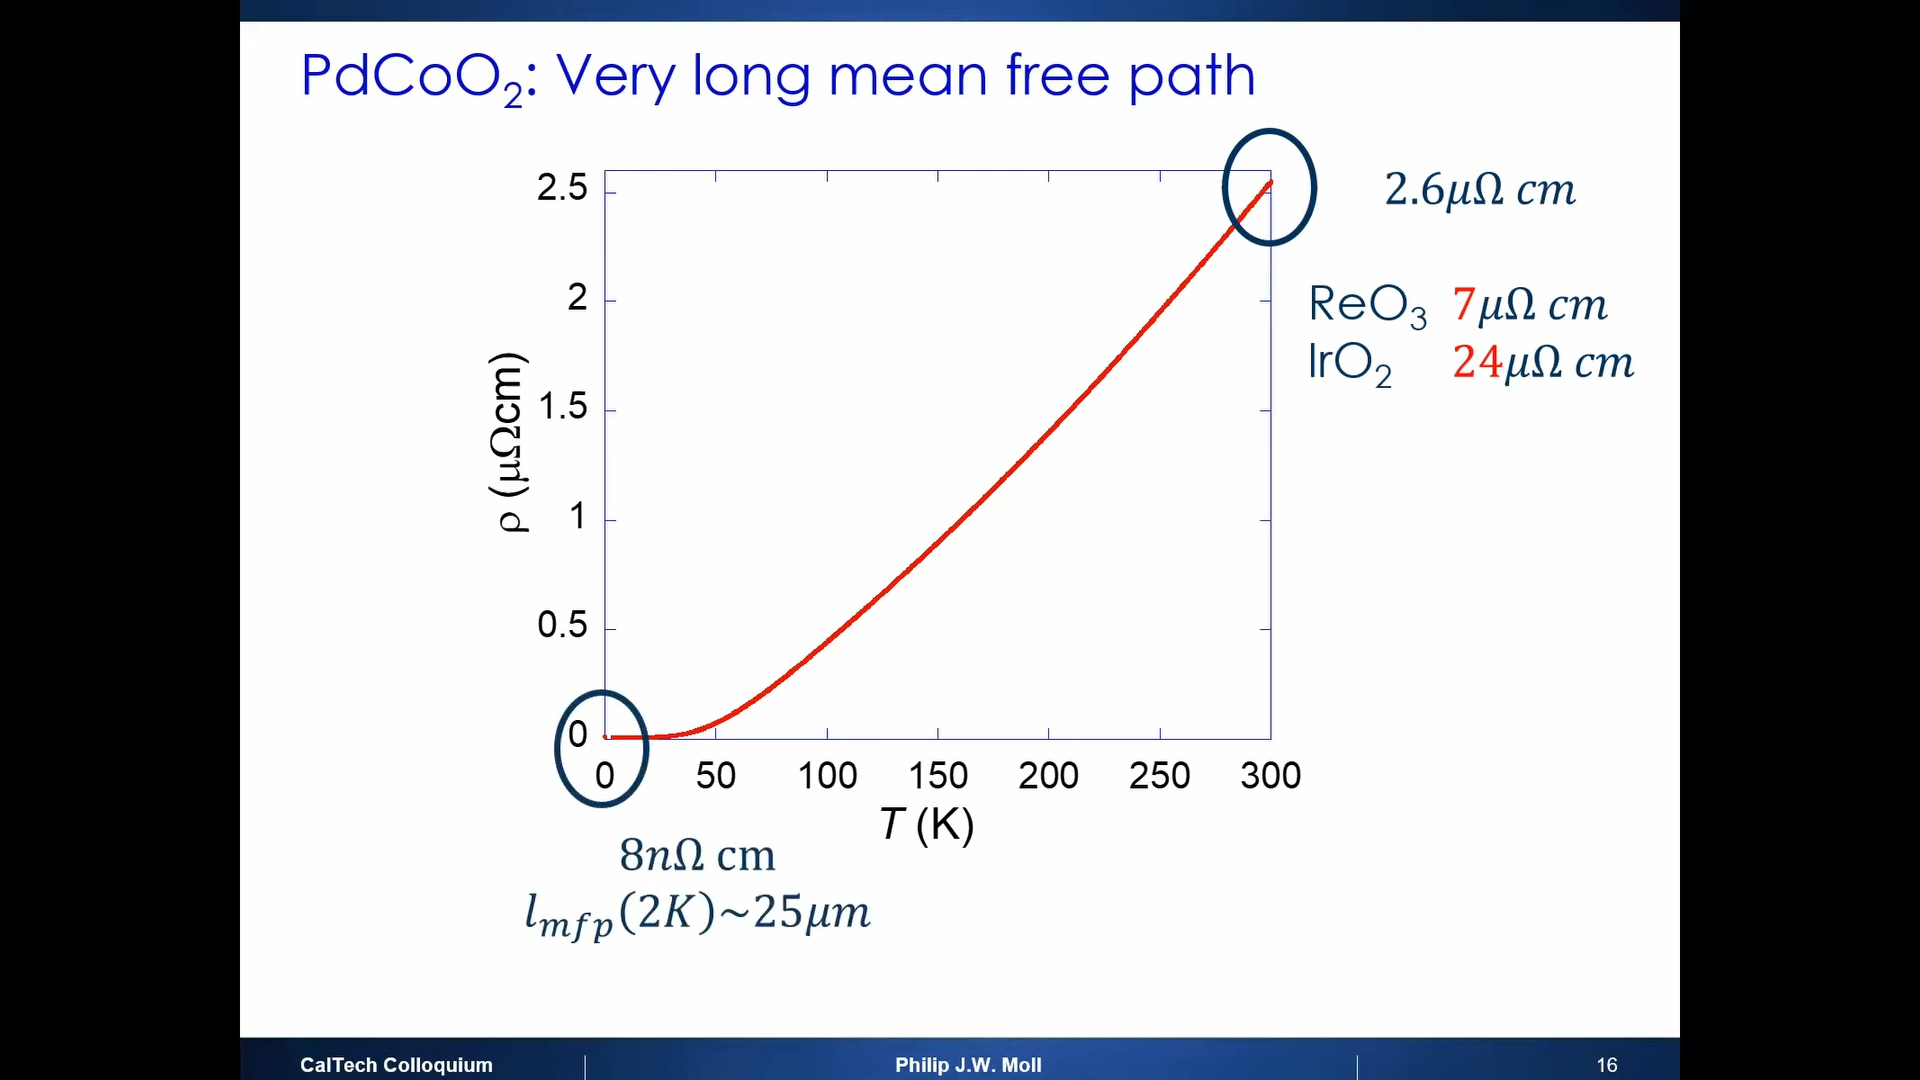 PdCoO₂: Very long mean free path
2.6μΩ cm
ReO₃ 7μΩ cm
IrO₂ 24μΩ cm
ρ (μΩcm)
2.5
2
1.5
1
0.5
0
0 50 100 150 200 250 300
T (K)
8nΩ cm
lₘfₚ(2K)~25μm
CalTech Colloquium
Philip J.W. Moll
16